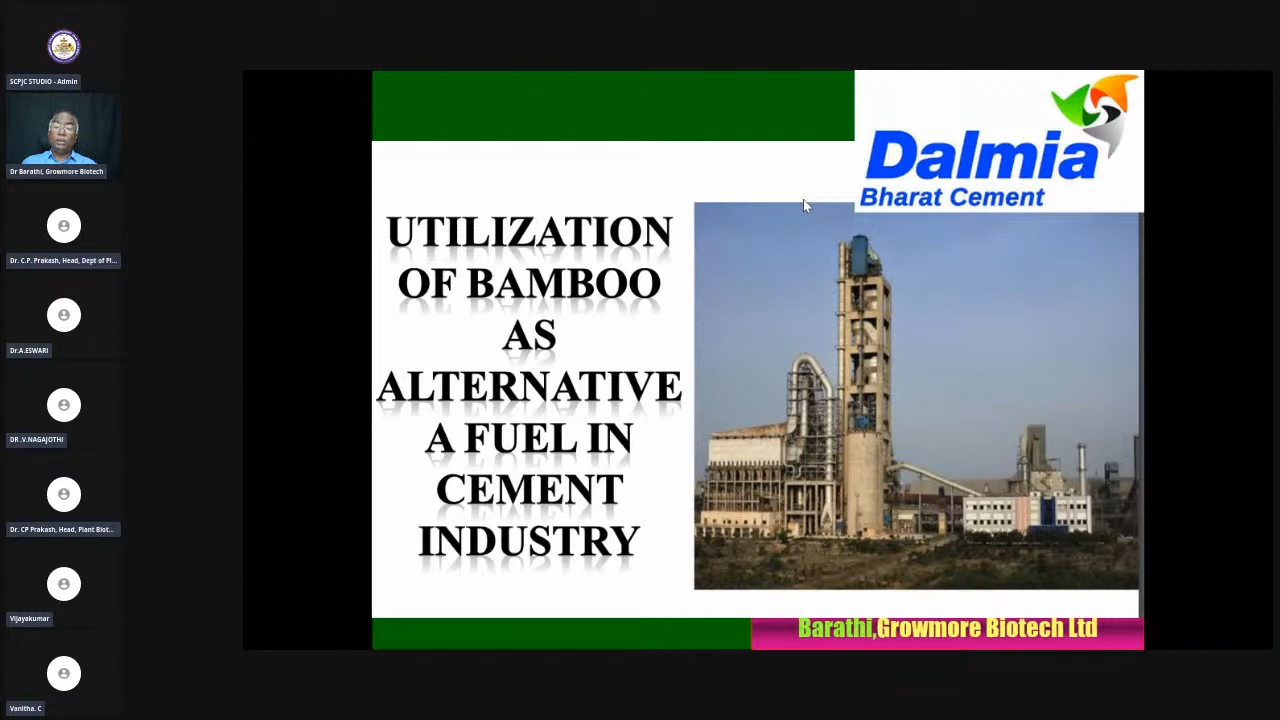 SCPJC STUDIO - Admin
Dr Barathi, Growmore Biotech
Dr. C.P. Prakash, Head, Dept of Pl...
Dr.A.ESWARI
DR .V.NAGAJOTHI
Dr. CP Prakash, Head, Plant Biot...
Vijayakumar
Vanitha. C
Dalmia
Bharat Cement
UTILIZATION
OF BAMBOO
AS
ALTERNATIVE
A FUEL IN
CEMENT
INDUSTRY
Barathi,Growmore Biotech Ltd